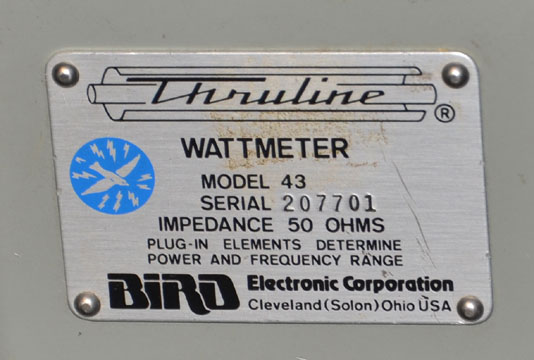 Thruline
®
WATTMETER
MODEL 43
SERIAL 207701
IMPEDANCE 50 OHMS
PLUG-IN ELEMENTS DETERMINE
POWER AND FREQUENCY RANGE
BIRD Electronic Corporation
Cleveland (Solon) Ohio USA